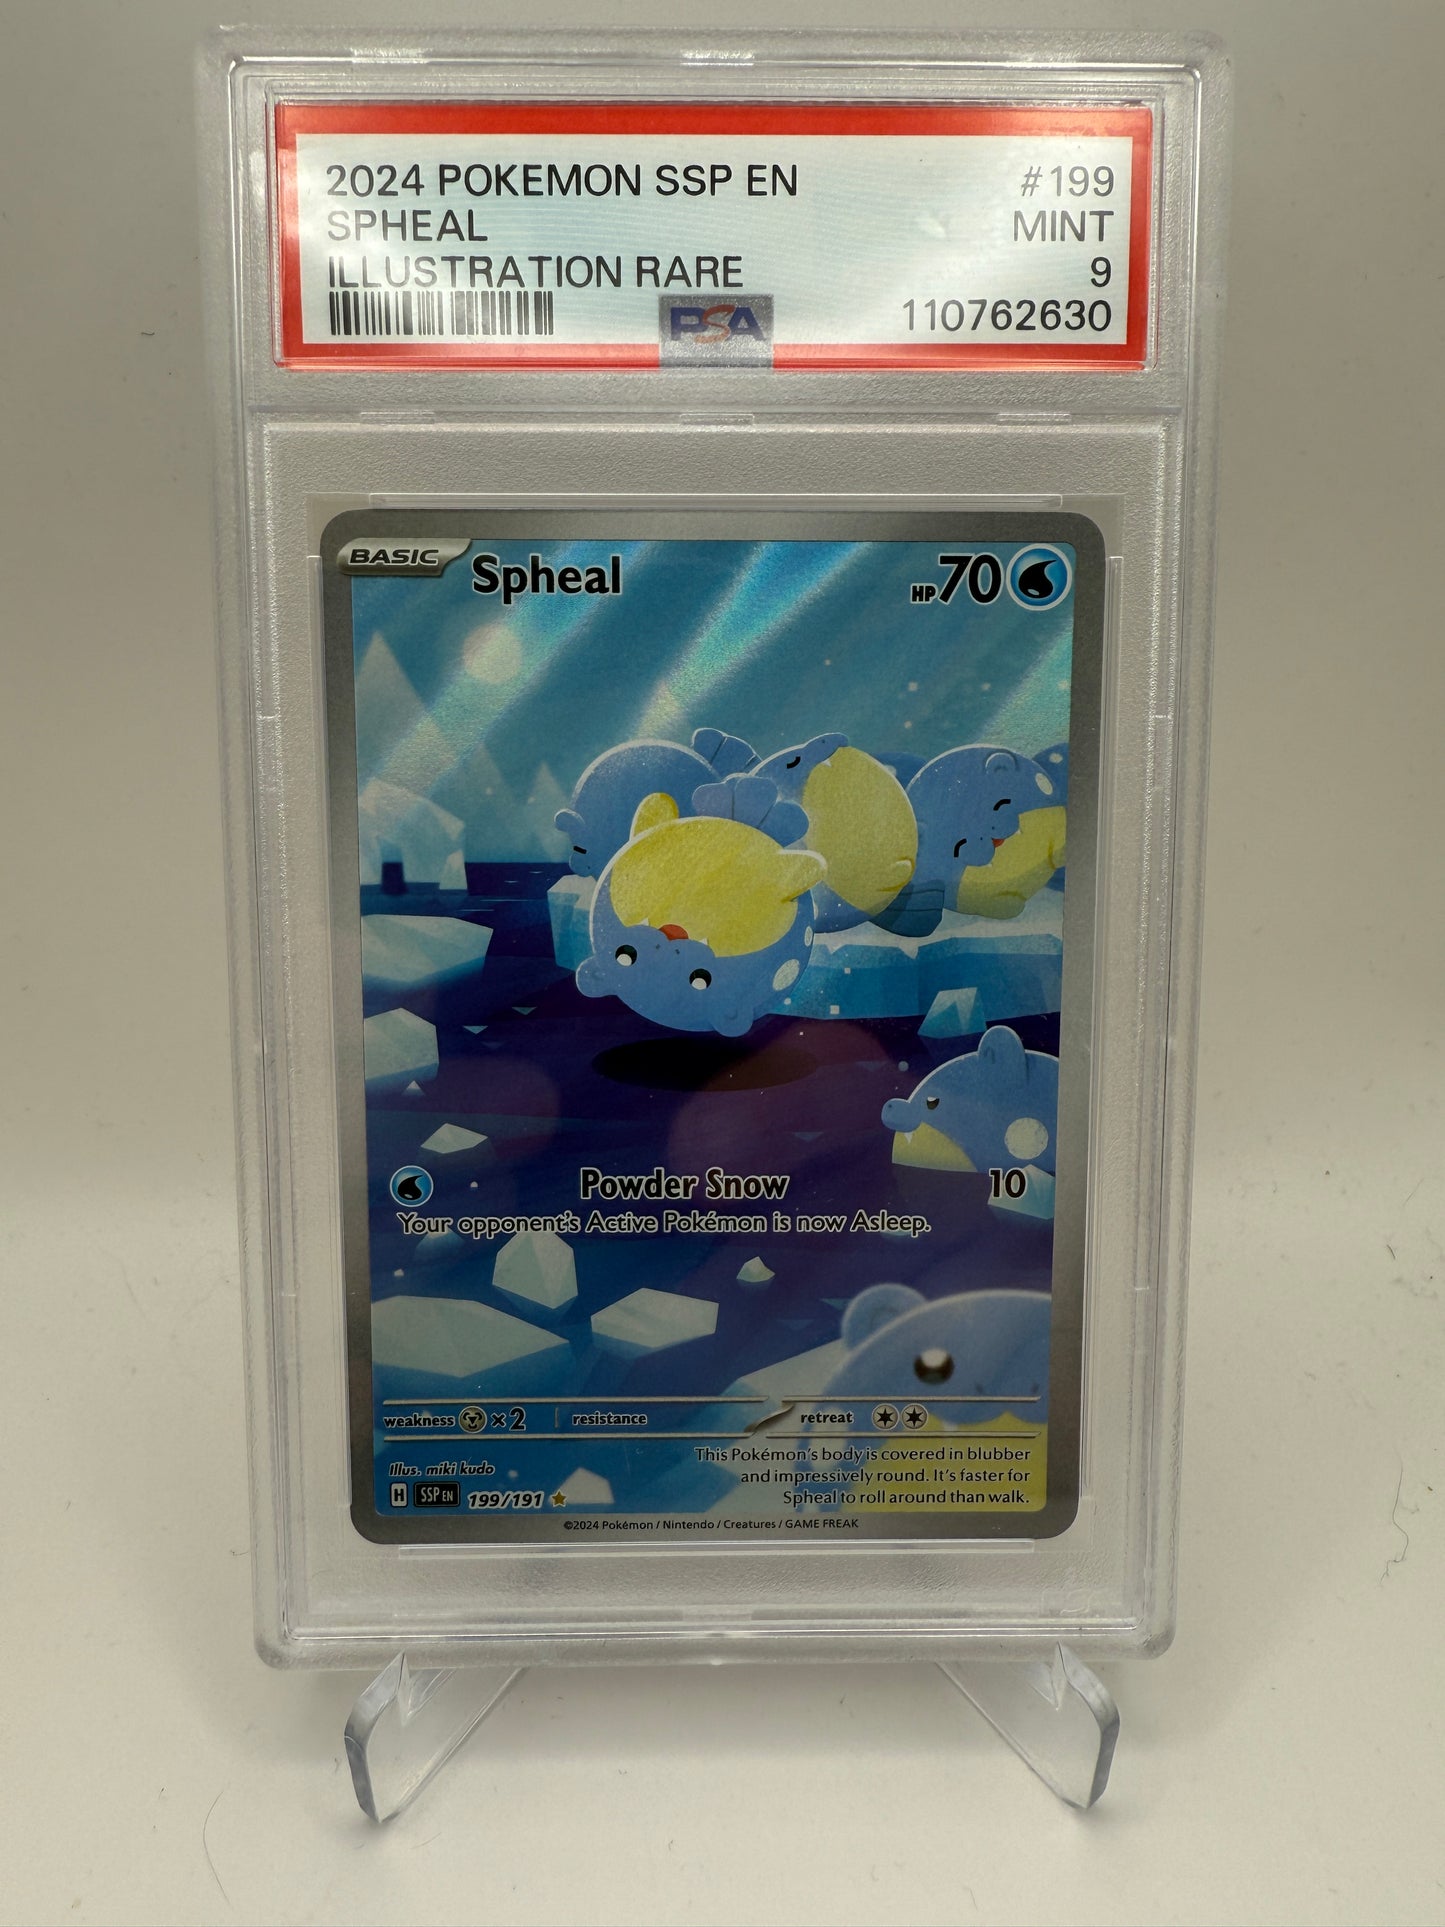 2024 POKEMON SSP EN #199
SPHEAL MINT
ILLUSTRATION RARE 9
PSA 110762630
BASIC Spheal HP 70
Powder Snow 10
Your opponent's Active Pokémon is now Asleep.
weakness ×2 resistance retreat
This Pokémon's body is covered in blubber
and impressively round. It's faster for
Spheal to roll around than walk.
Illus. miki kudo
H SSP EN 199/191
©2024 Pokémon / Nintendo / Creatures / GAME FREAK